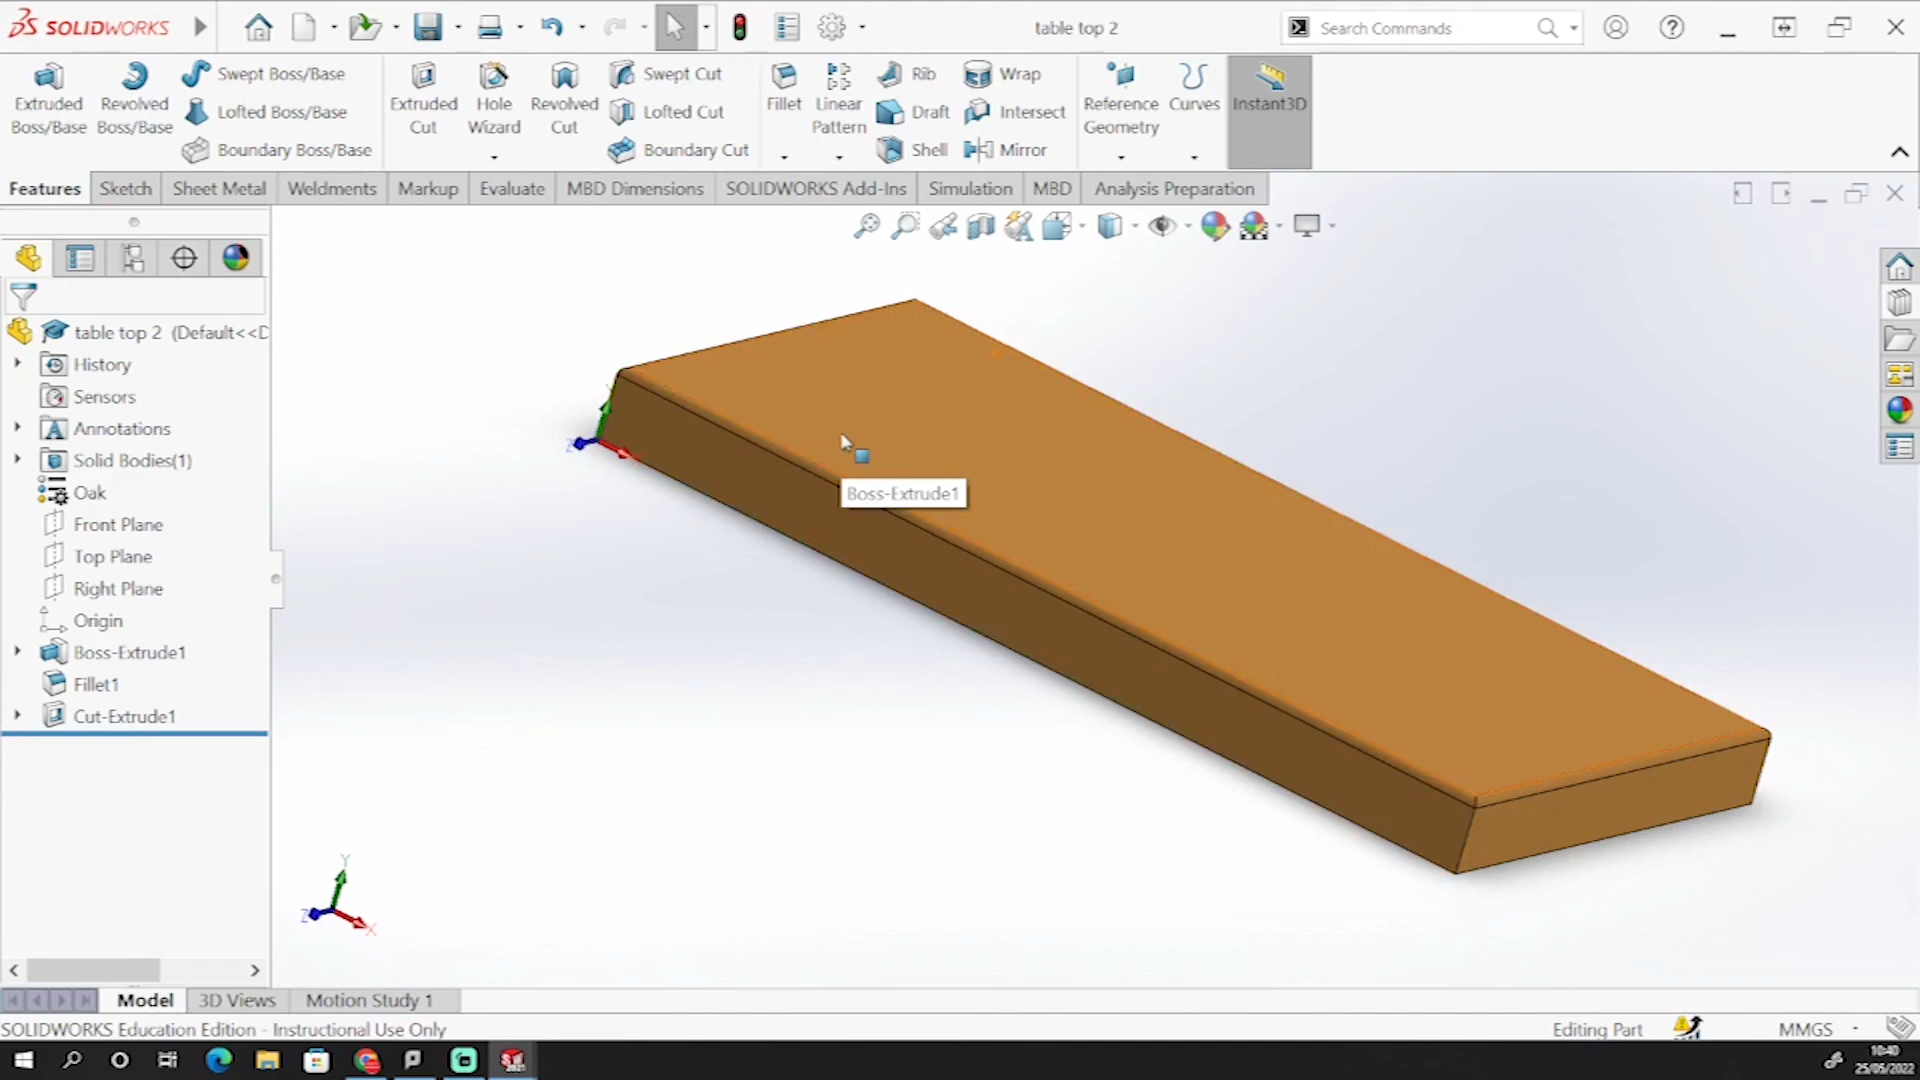 SOLIDWORKS
table top 2
Search Commands
Extruded Boss/Base
Revolved Boss/Base
Swept Boss/Base
Lofted Boss/Base
Boundary Boss/Base
Extruded Cut
Hole Wizard
Revolved Cut
Swept Cut
Lofted Cut
Boundary Cut
Fillet
Linear Pattern
Rib
Draft
Shell
Wrap
Intersect
Mirror
Reference Geometry
Curves
Instant3D
Features
Sketch
Sheet Metal
Weldments
Markup
Evaluate
MBD Dimensions
SOLIDWORKS Add-Ins
Simulation
MBD
Analysis Preparation
table top 2 (Default<<D
History
Sensors
Annotations
Solid Bodies(1)
Oak
Front Plane
Top Plane
Right Plane
Origin
Boss-Extrude1
Fillet1
Cut-Extrude1
Boss-Extrude1
Z
Y
Z
X
Model
3D Views
Motion Study 1
SOLIDWORKS Education Edition - Instructional Use Only
Editing Part
MMGS
10:40
25/05/2022